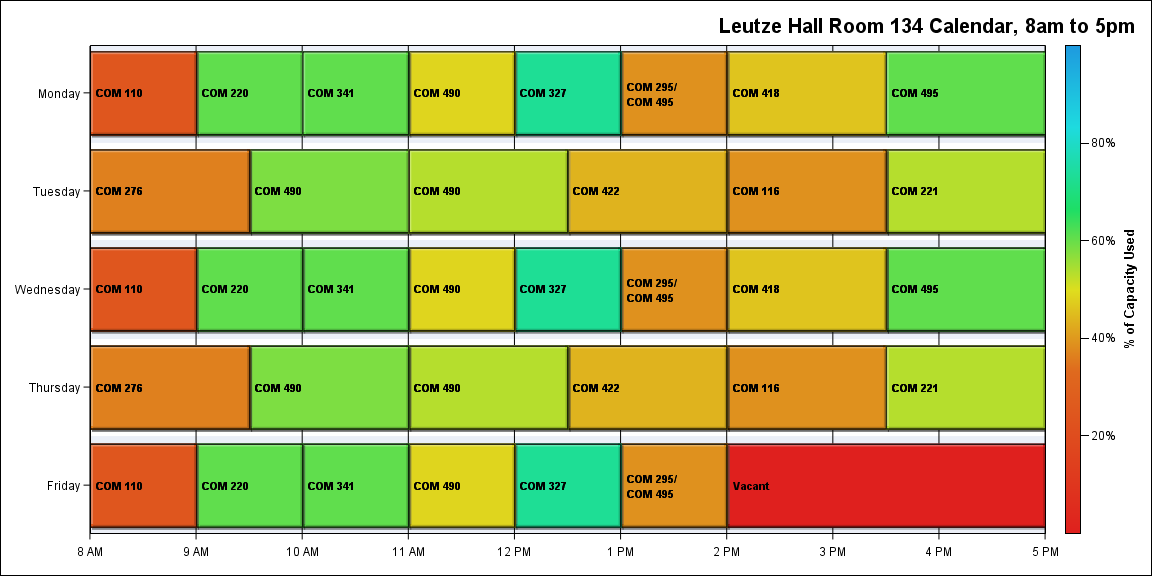 Leutze Hall Room 134 Calendar, 8am to 5pm
Monday
COM 110
COM 220
COM 341
COM 490
COM 327
COM 295/
COM 495
COM 418
COM 495
Tuesday
COM 276
COM 490
COM 490
COM 422
COM 116
COM 221
Wednesday
COM 110
COM 220
COM 341
COM 490
COM 327
COM 295/
COM 495
COM 418
COM 495
Thursday
COM 276
COM 490
COM 490
COM 422
COM 116
COM 221
Friday
COM 110
COM 220
COM 341
COM 490
COM 327
COM 295/
COM 495
Vacant
8 AM
9 AM
10 AM
11 AM
12 PM
1 PM
2 PM
3 PM
4 PM
5 PM
80%
60%
40%
20%
% of Capacity Used